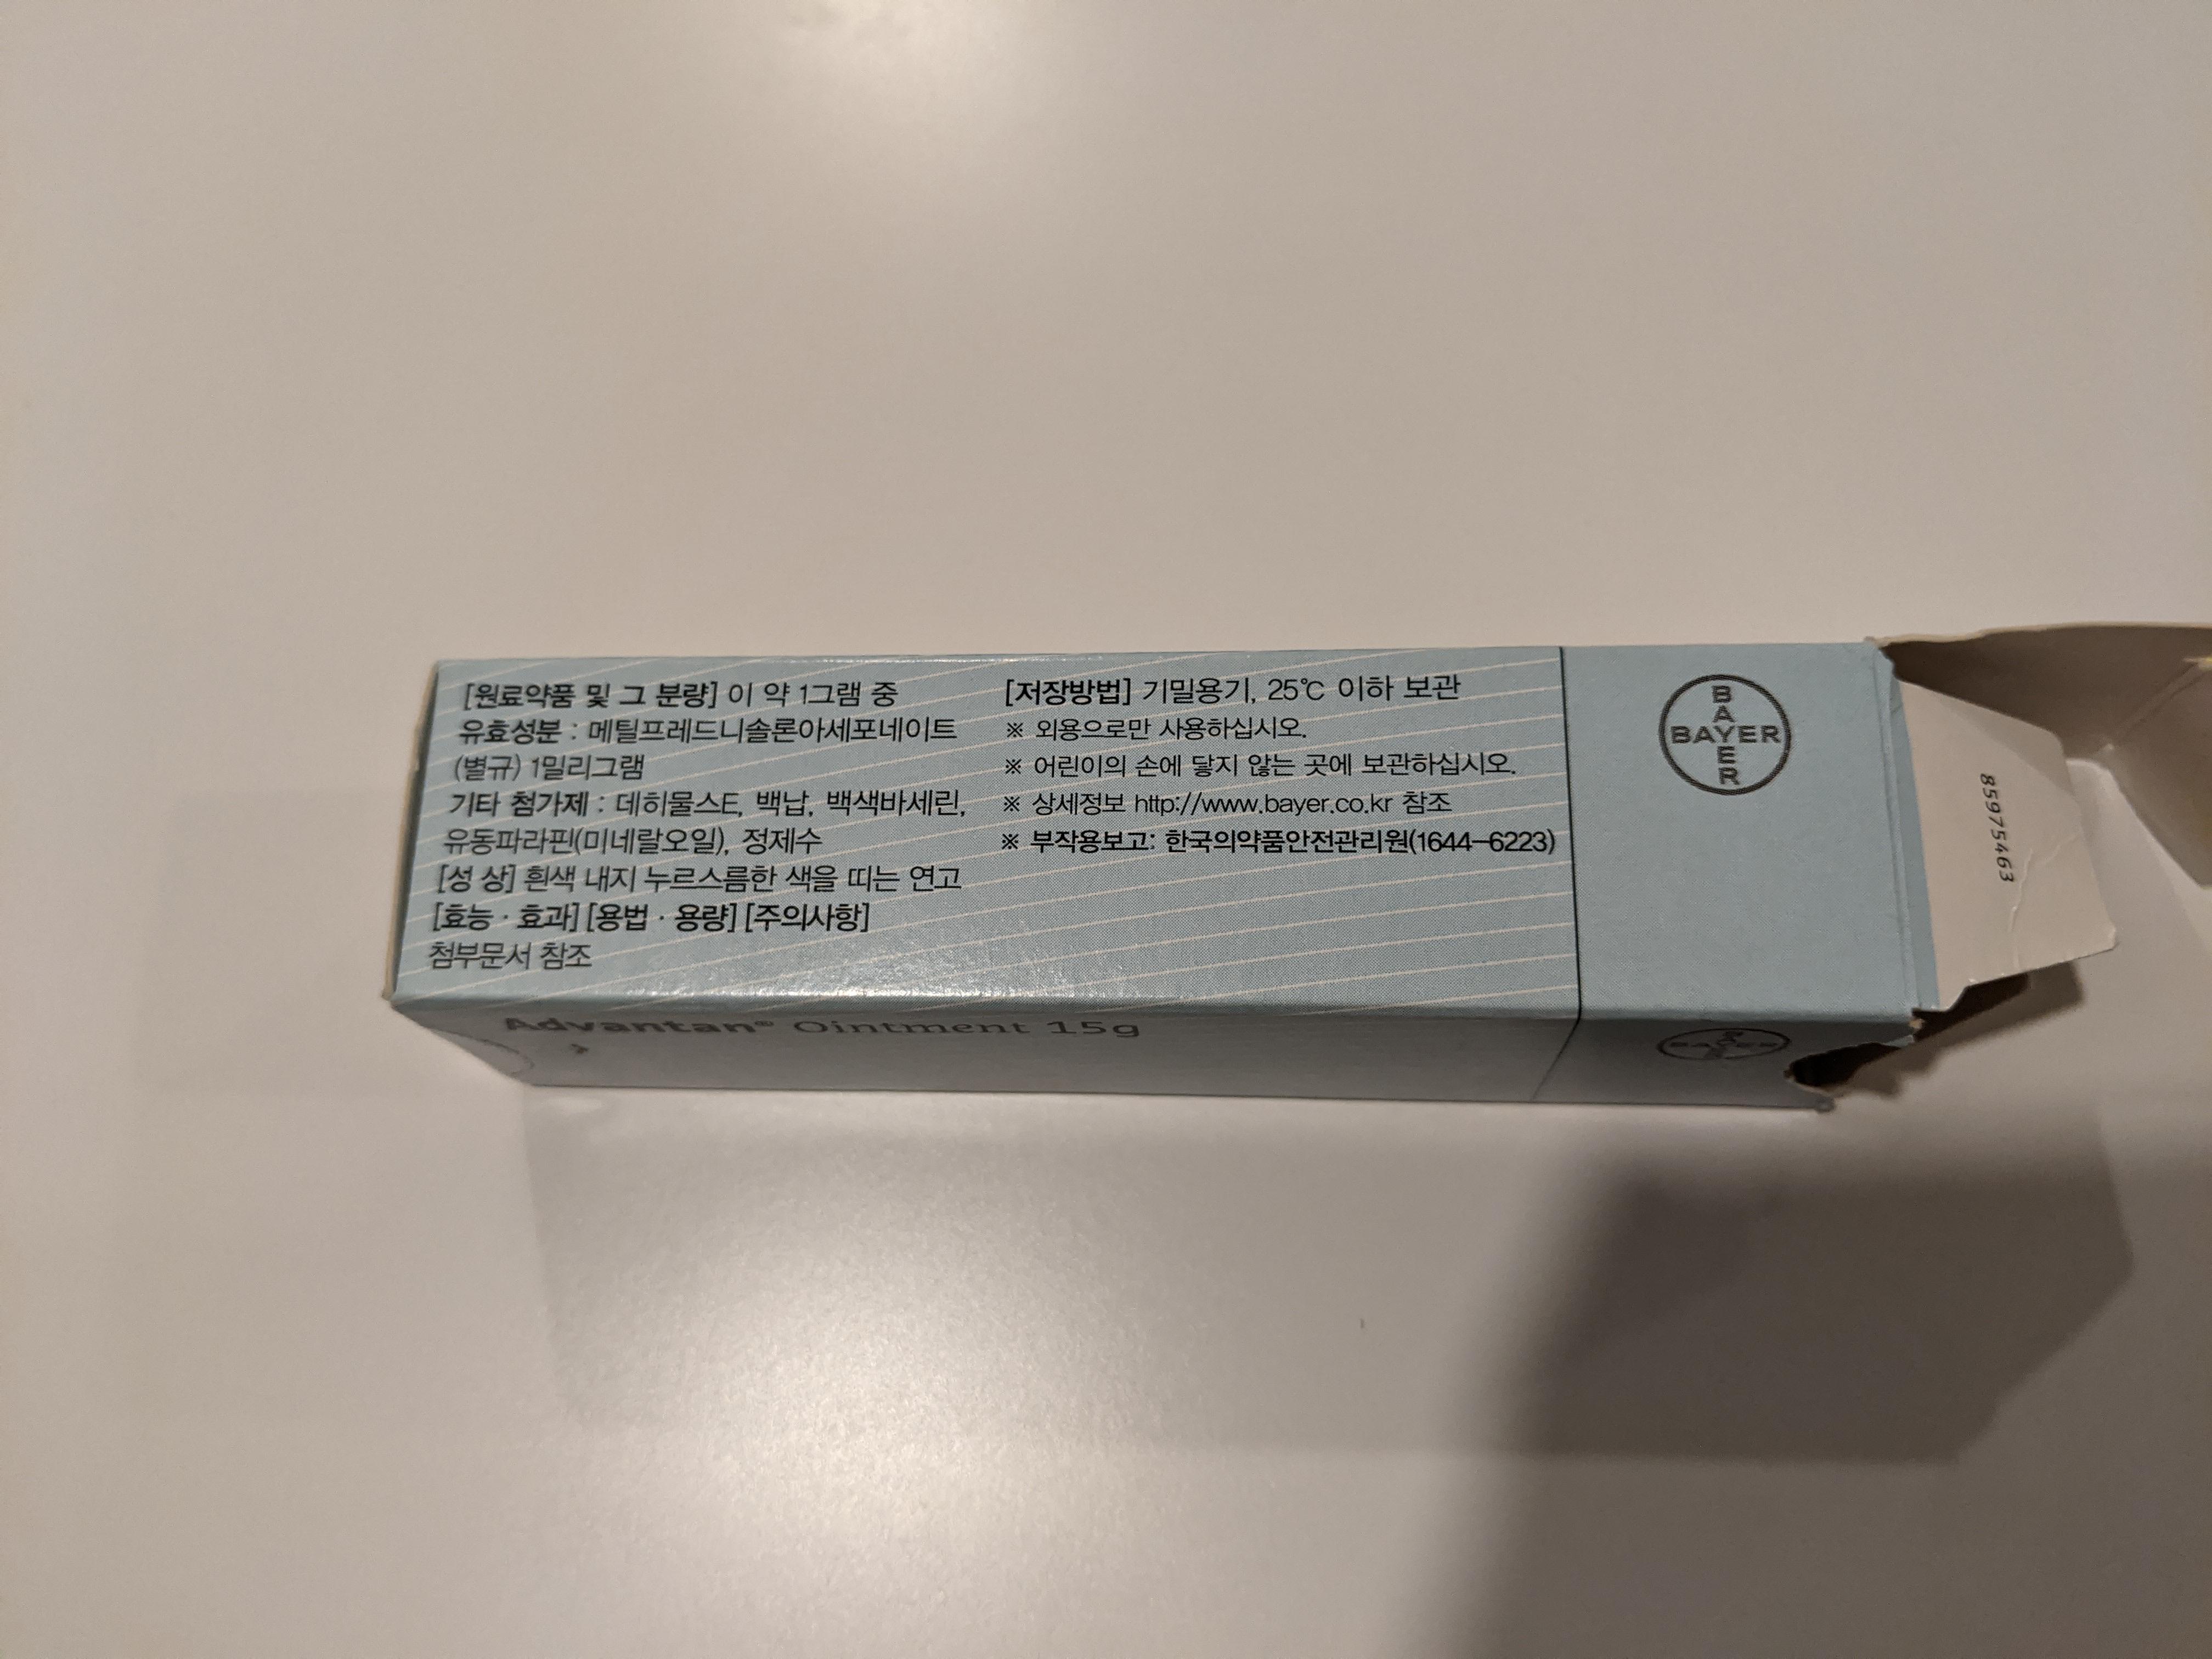 [원료약품 및 그 분량] 이 약 1그램 중
유효성분 : 메틸프레드니솔론아세포네이트
(별규) 1밀리그램
기타 첨가제 : 데히물스E, 백납, 백색바세린,
유동파라핀(미네랄오일), 정제수
[성 상] 흰색 내지 누르스름한 색을 띠는 연고
[효능 · 효과] [용법 · 용량] [주의사항]
첨부문서 참조
[저장방법] 기밀용기, 25℃ 이하 보관
※ 외용으로만 사용하십시오.
※ 어린이의 손에 닿지 않는 곳에 보관하십시오.
※ 상세정보 http://www.bayer.co.kr 참조
※ 부작용보고: 한국의약품안전관리원(1644-6223)
BAYER
BAYER
85975463
Advantan® Ointment 15g
BAYER
BAYER